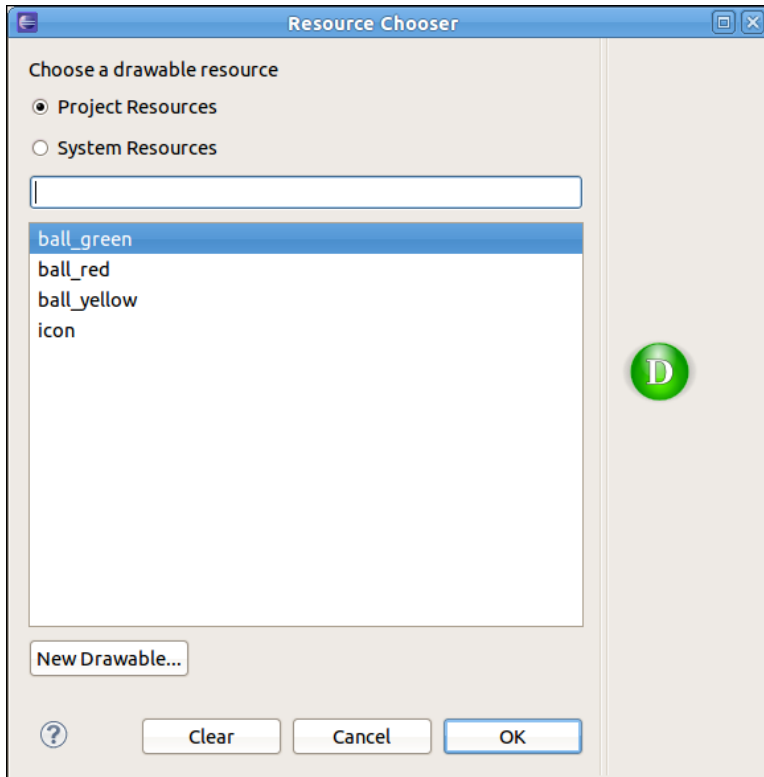 Resource Chooser
Choose a drawable resource
Project Resources
System Resources
ball_green
ball_red
ball_yellow
icon
D
New Drawable...
?
Clear
Cancel
OK